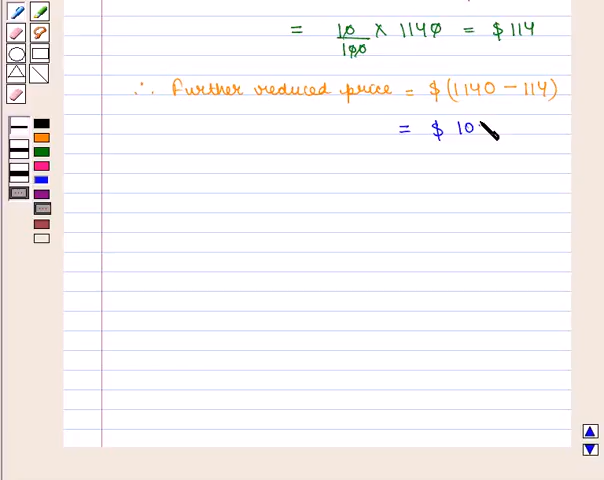 = 10/100 × 1140 = $ 114
∴ Further reduced price = $(1140 - 114)
= $ 10